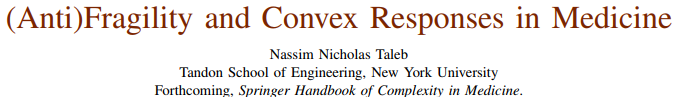 (Anti)Fragility and Convex Responses in Medicine
Nassim Nicholas Taleb
Tandon School of Engineering, New York University
Forthcoming, Springer Handbook of Complexity in Medicine.